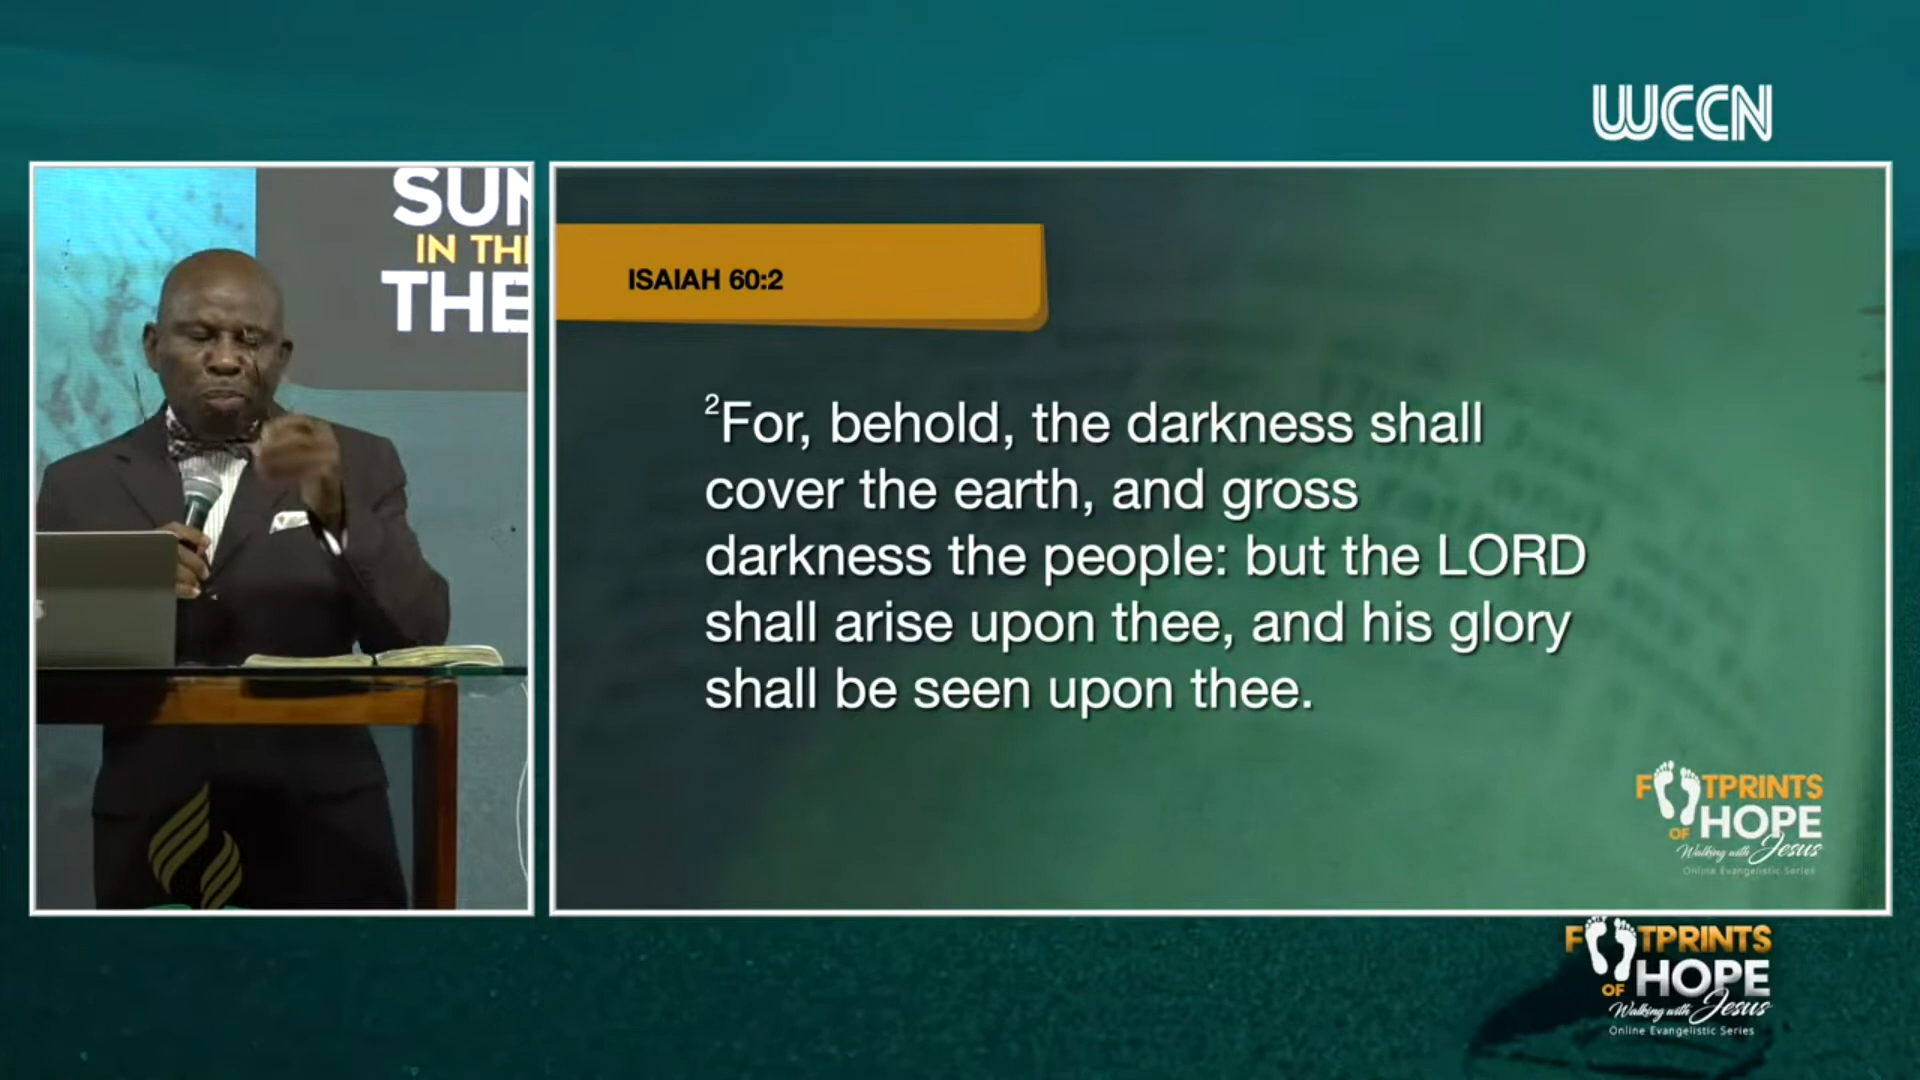 WCCN
SUN
IN TH
THE
ISAIAH 60:2
2For, behold, the darkness shall
cover the earth, and gross
darkness the people: but the LORD
shall arise upon thee, and his glory
shall be seen upon thee.
FOOTPRINTS
OF HOPE
Walking with Jesus
Online Evangelistic Series
FOOTPRINTS
OF HOPE
Walking with Jesus
Online Evangelistic Series